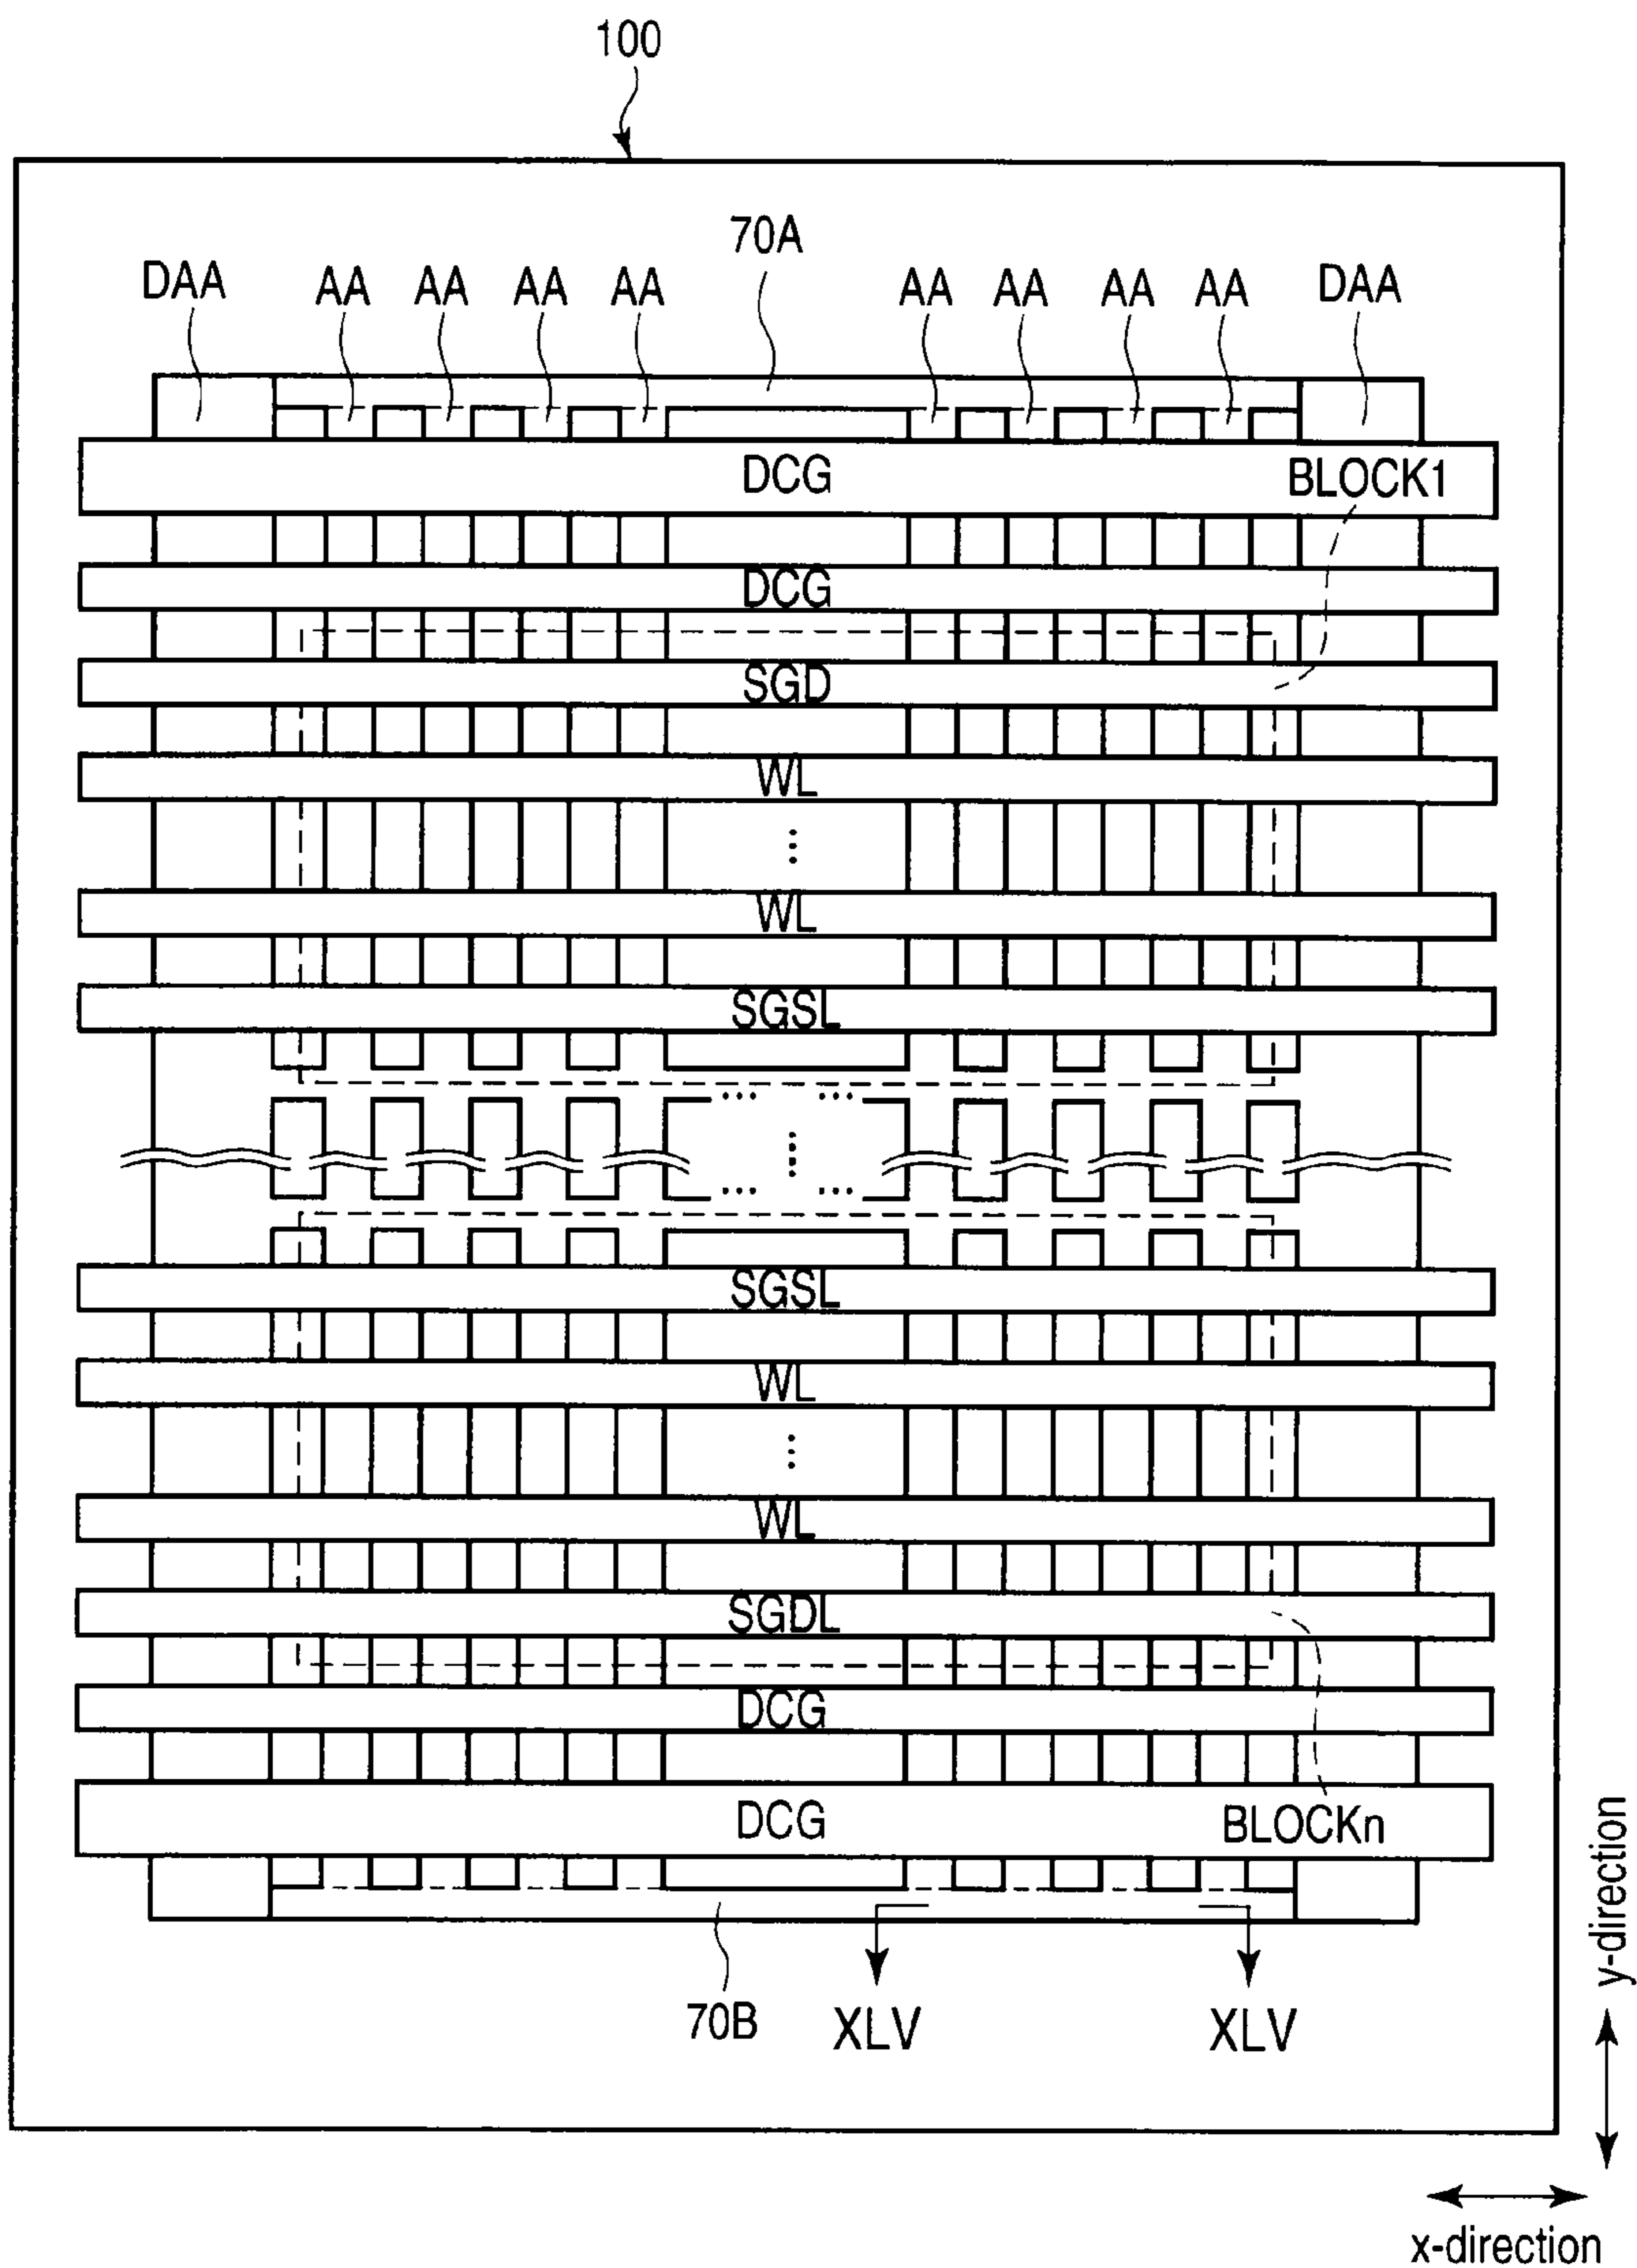 100
70A
DAA AA AA AA AA AA AA AA AA DAA
DCG BLOCK1
DCG
SGD
WL
WL
SGSL
SGSL
WL
WL
SGDL
DCG
DCG BLOCKn
70B XLV XLV
y-direction
x-direction